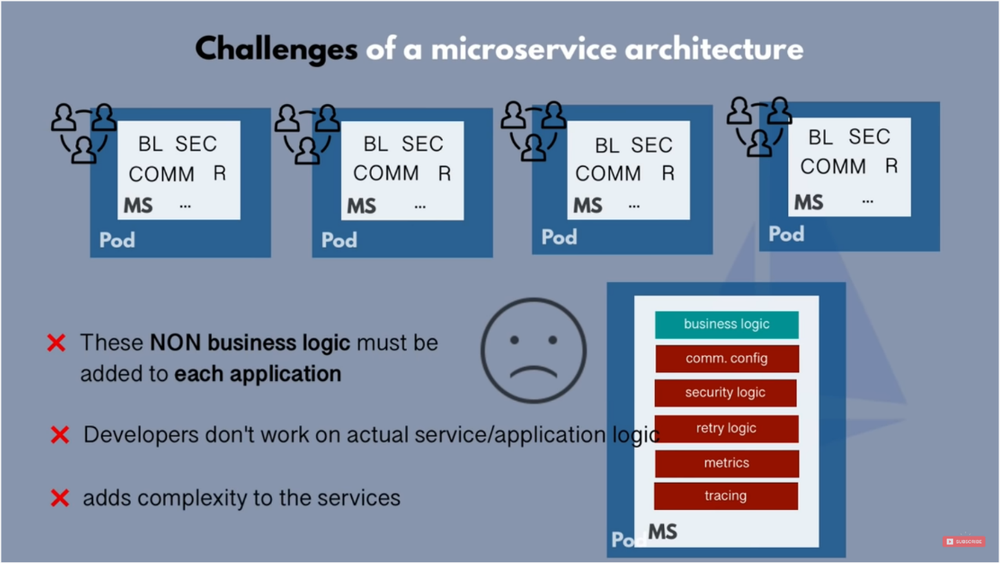 Challenges of a microservice architecture
BL SEC
COMM R
MS ...
Pod
BL SEC
COMM R
MS ...
Pod
BL SEC
COMM R
MS ...
Pod
BL SEC
COMM R
MS ...
Pod
These NON business logic must be
added to each application
Developers don't work on actual service/application logic
adds complexity to the services
business logic
comm. config
security logic
retry logic
metrics
tracing
MS
Pod
SUBSCRIBE